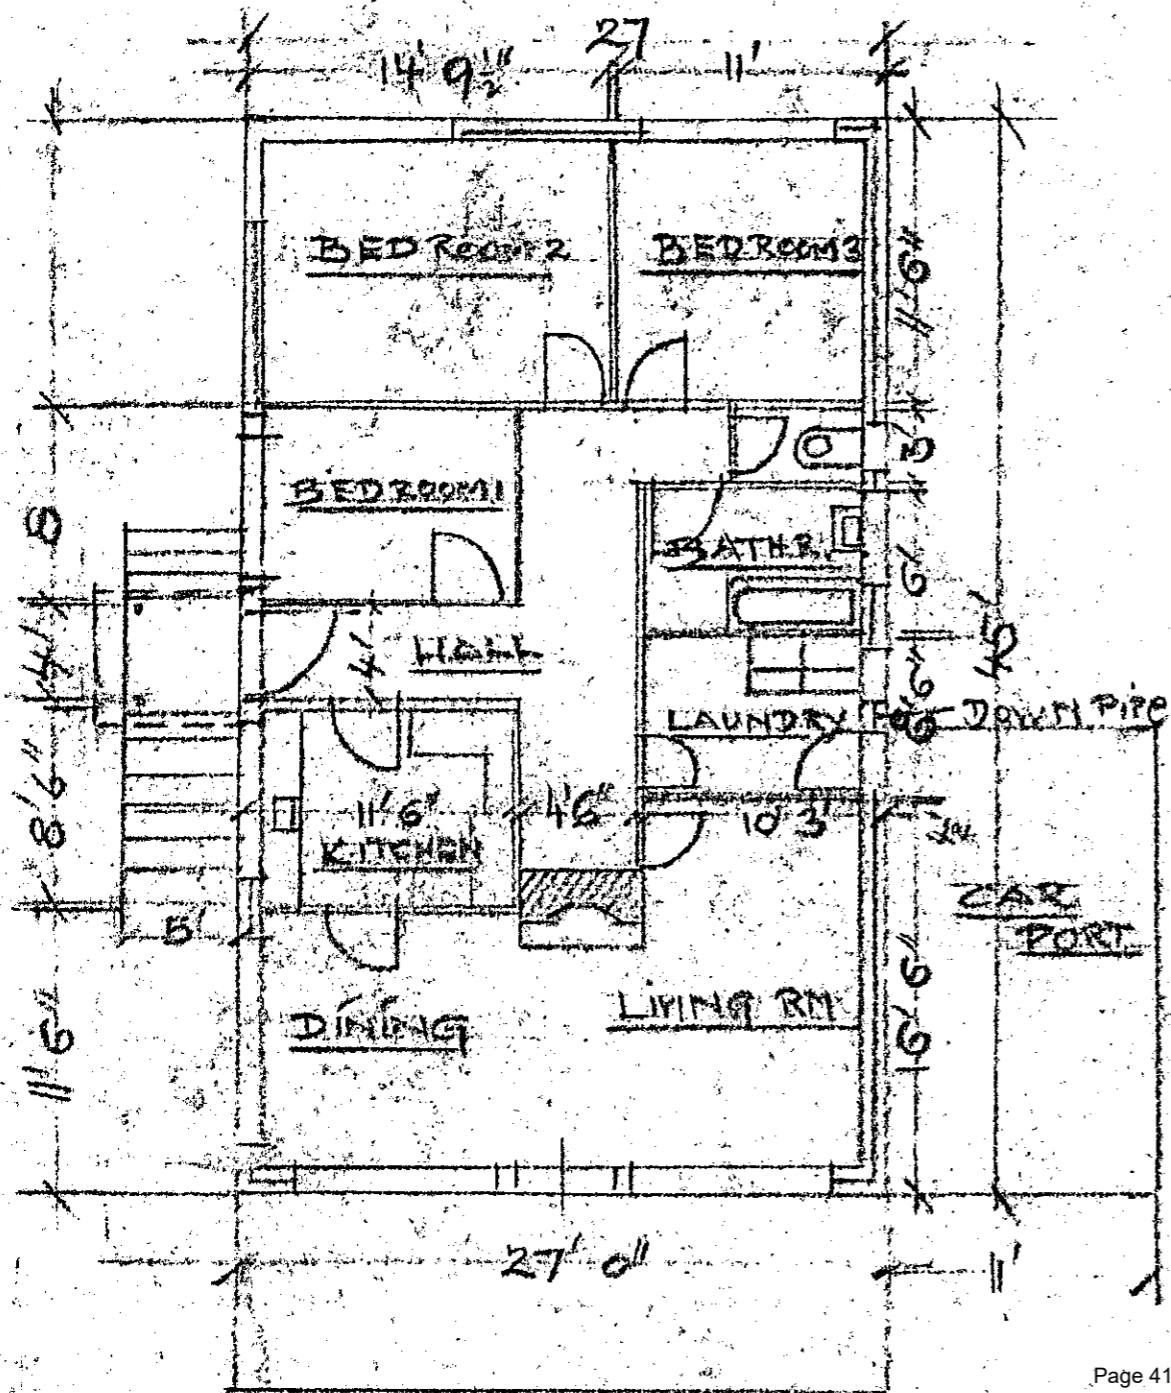 27
14' 9½"
11'
BEDROOM 2
BEDROOM 3
11' 6"
3'
BEDROOM 1
8'
BATH R.
6'
45'
4'
4'
HALL
6' 6"
LAUNDRY
DOWN PIPE
8' 6"
11' 6"
4' 6"
10' 3"
KITCHEN
CAR
PORT
5'
16' 6"
DINING
LIVING RM
11' 6"
27' 0"
11'
Page 41